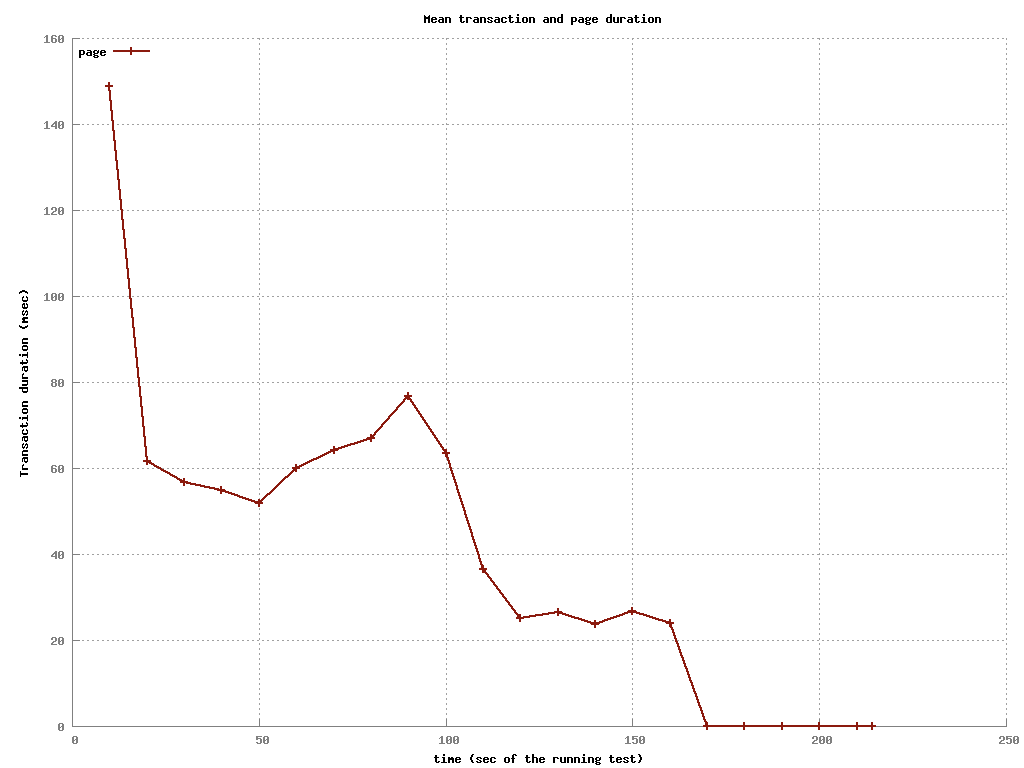 Mean transaction and page duration
160
page
140
120
100
80
60
40
20
0
Transaction duration (msec)
0 50 100 150 200 250
time (sec of the running test)